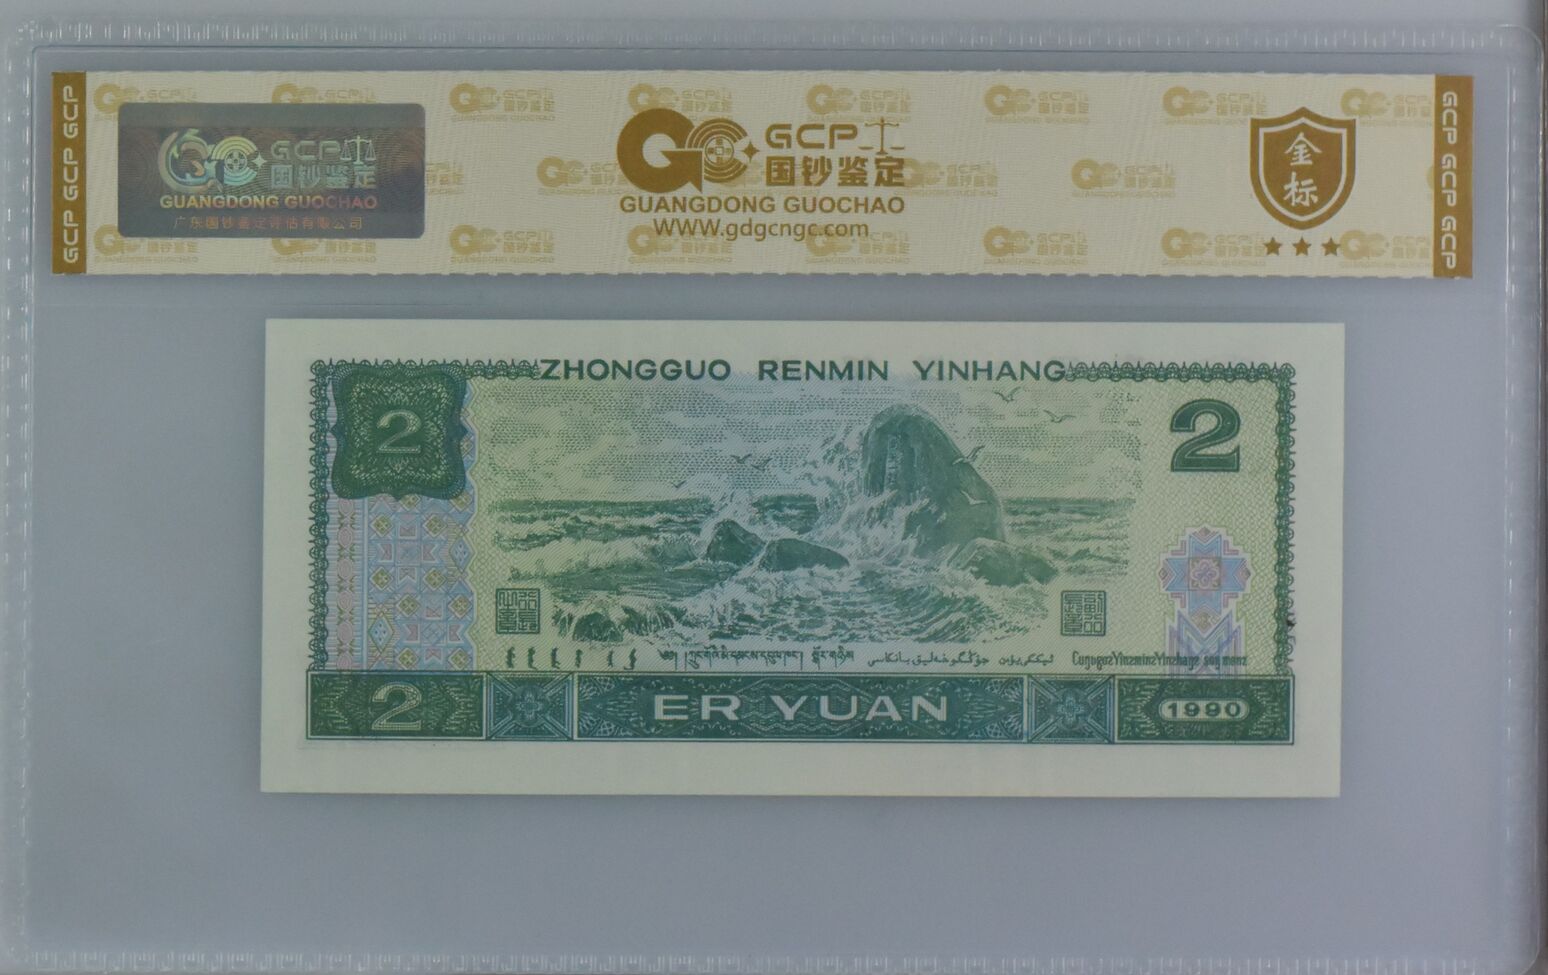 GCP GCP GCP
GCP
国钞鉴定
GUANGDONG GUOCHAO
广东国钞鉴定评估有限公司
GCP
国钞鉴定
GUANGDONG GUOCHAO
WWW.gdgcngc.com
金标
GCP GCP GCP
ZHONGGUO RENMIN YINHANG
2
2
2
ER YUAN
1990